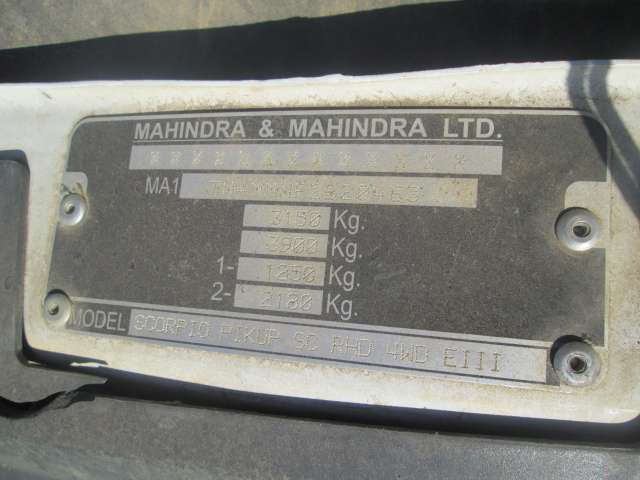 MAHINDRA & MAHINDRA LTD.
* * * * * * * * * * * * * *
MA1
3150 Kg.
3900 Kg.
1- 1250 Kg.
2- 2180 Kg.
MODEL SCORPIO PIKUP SC RHD 4WD EIII